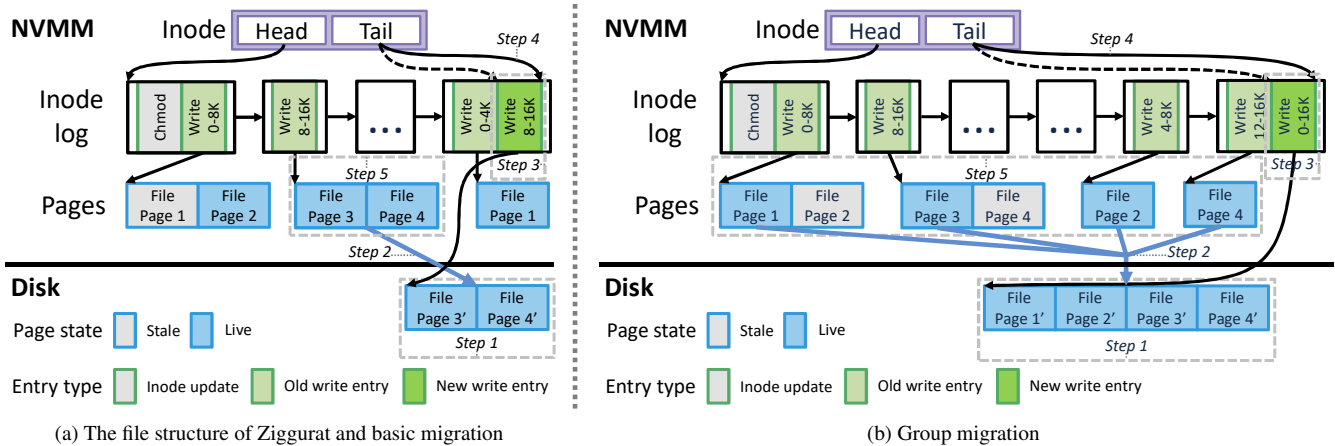 NVMM
Inode
Head
Tail
Step 4
Inode
log
Chmod
Write
0-8K
Write
8-16K
...
Write
0-4K
Write
8-16K
Step 3
Step 5
Pages
File
Page 1
File
Page 2
File
Page 3
File
Page 4
File
Page 1
Step 2
Disk
File
Page 3’
File
Page 4’
Step 1
Page state
Stale
Live
Entry type
Inode update
Old write entry
New write entry
(a) The file structure of Ziggurat and basic migration
NVMM
Inode
Head
Tail
Step 4
Inode
log
Chmod
Write
0-8K
Write
8-16K
...
...
Write
4-8K
Write
12-16K
Write
0-16K
Step 3
Step 5
Pages
File
Page 1
File
Page 2
File
Page 3
File
Page 4
File
Page 2
File
Page 4
Step 2
Disk
File
Page 1’
File
Page 2’
File
Page 3’
File
Page 4’
Step 1
Page state
Stale
Live
Entry type
Inode update
Old write entry
New write entry
(b) Group migration